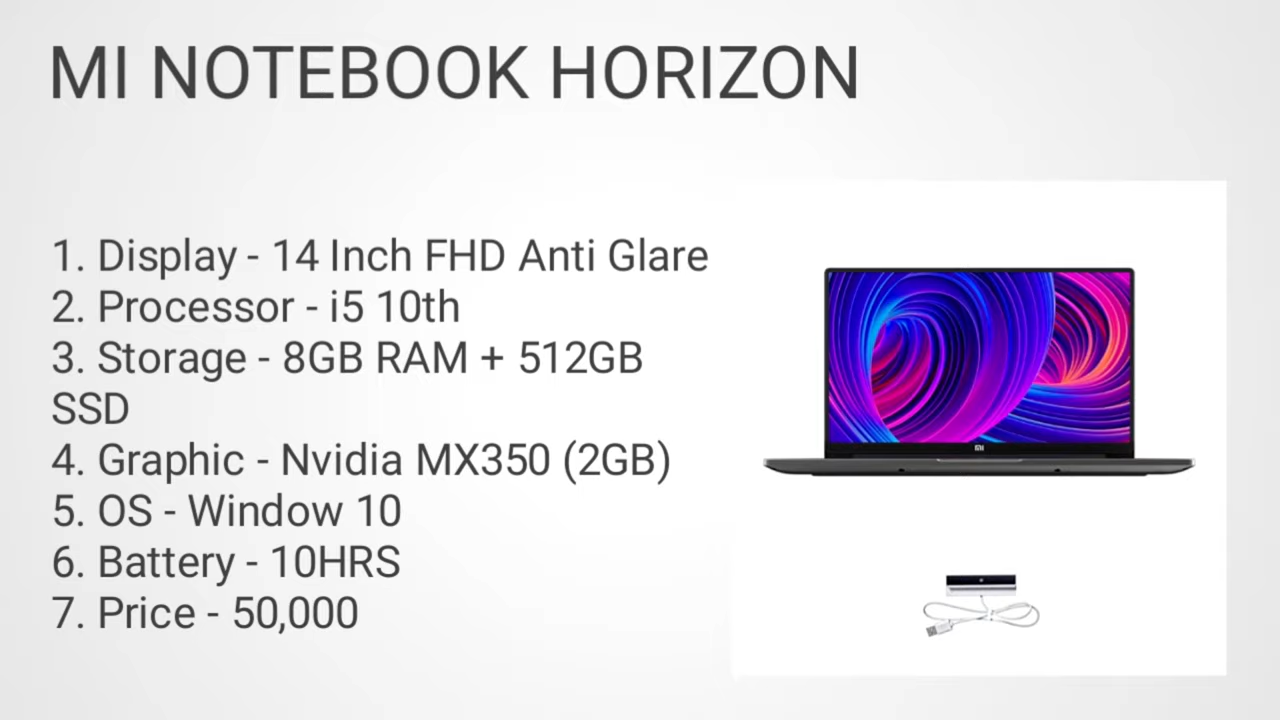 MI NOTEBOOK HORIZON
1. Display - 14 Inch FHD Anti Glare
2. Processor - i5 10th
3. Storage - 8GB RAM + 512GB
SSD
4. Graphic - Nvidia MX350 (2GB)
5. OS - Window 10
6. Battery - 10HRS
7. Price - 50,000
mi